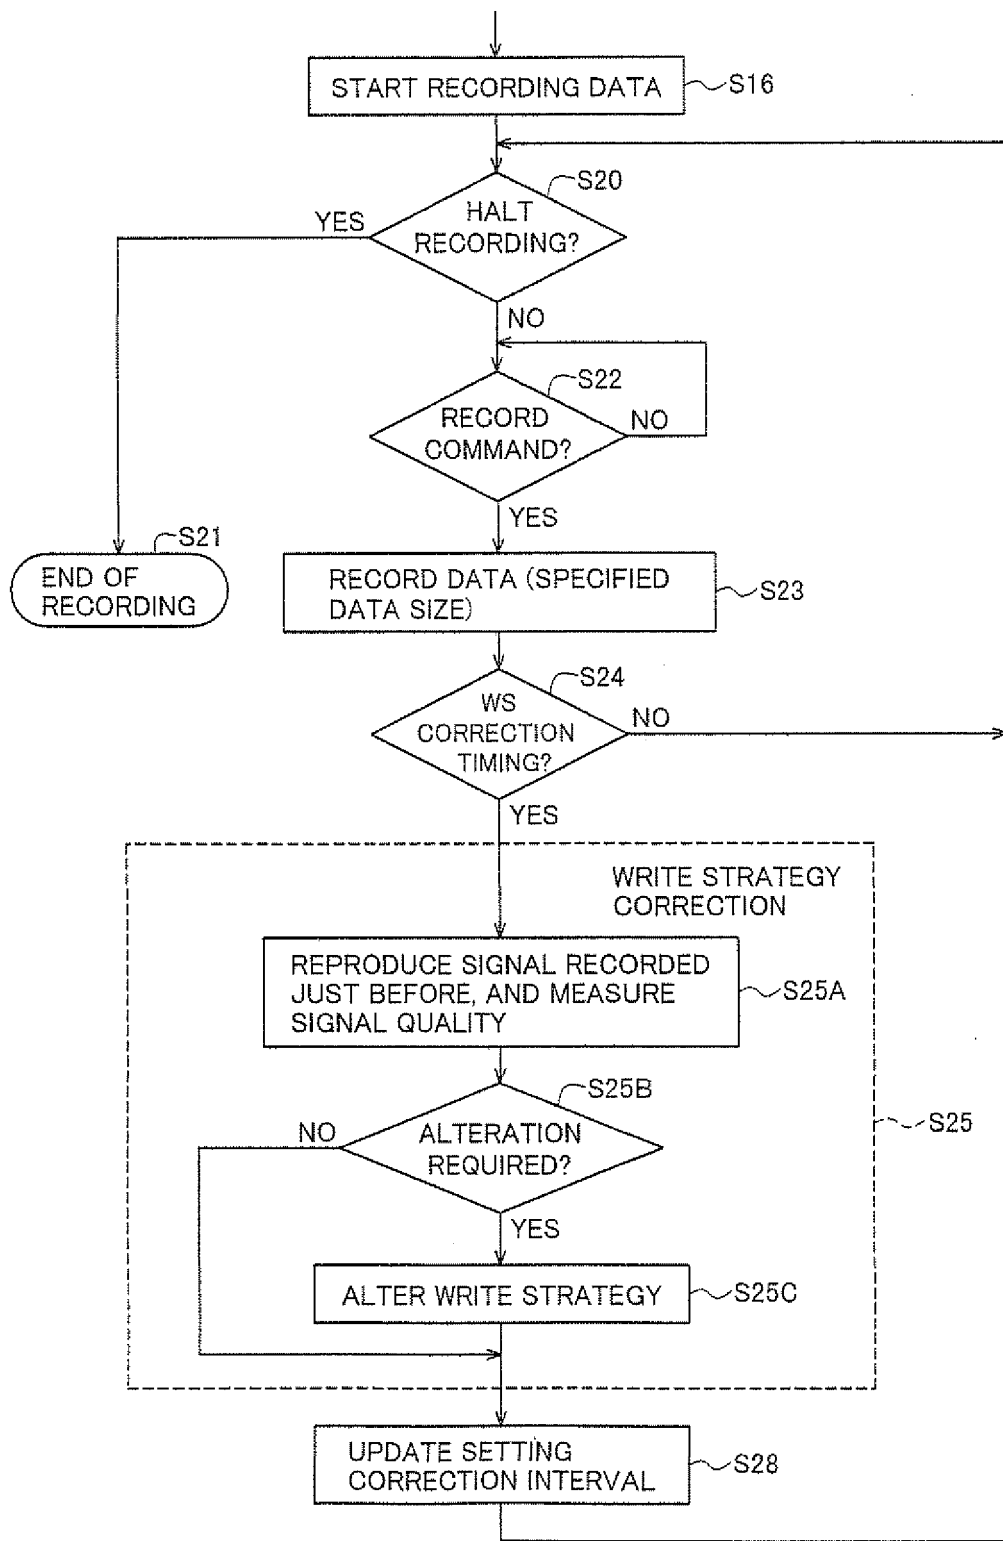 START RECORDING DATA
S16
S20
YES
HALT
RECORDING?
NO
S22
RECORD
COMMAND?
NO
YES
S21
END OF
RECORDING
RECORD DATA (SPECIFIED
DATA SIZE)
S23
S24
WS
CORRECTION
TIMING?
NO
YES
WRITE STRATEGY
CORRECTION
REPRODUCE SIGNAL RECORDED
JUST BEFORE, AND MEASURE
SIGNAL QUALITY
S25A
S25B
NO
ALTERATION
REQUIRED?
S25
YES
ALTER WRITE STRATEGY
S25C
UPDATE SETTING
CORRECTION INTERVAL
S28